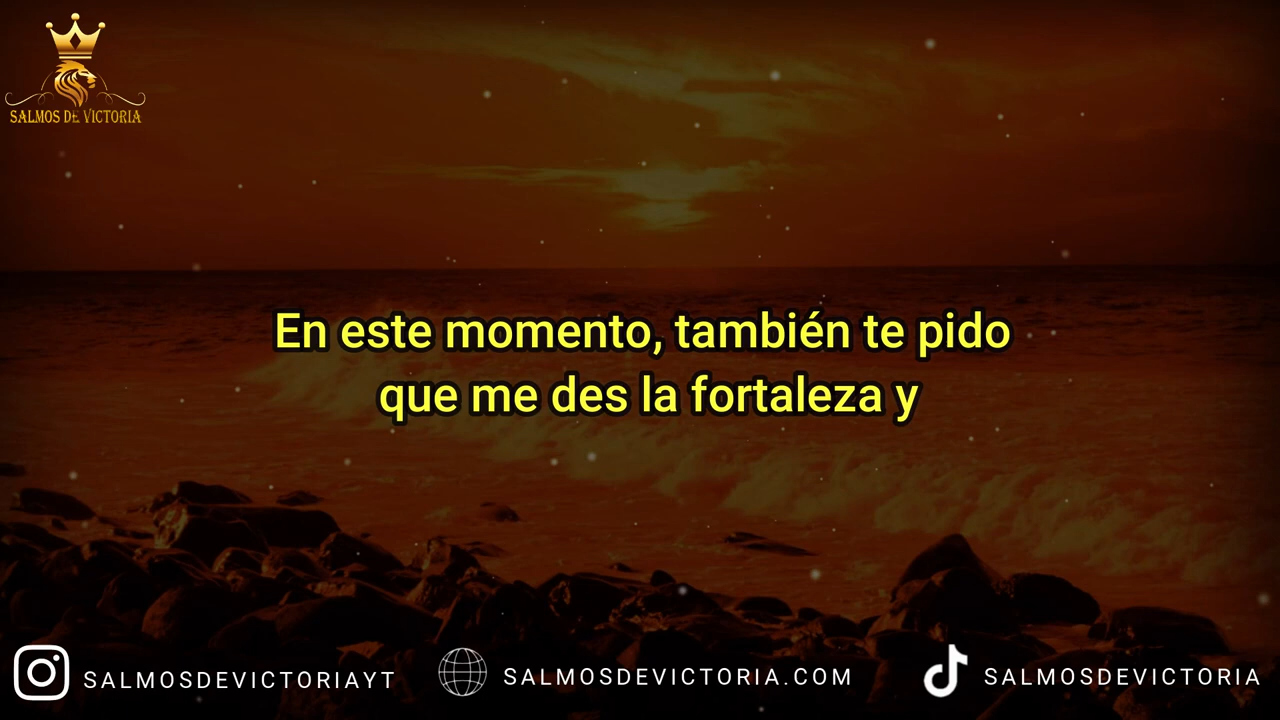 SALMOS DE VICTORIA
En este momento, también te pido
que me des la fortaleza y
SALMOSDEVICTORIAYT
SALMOSDEVICTORIA.COM
SALMOSDEVICTORIA